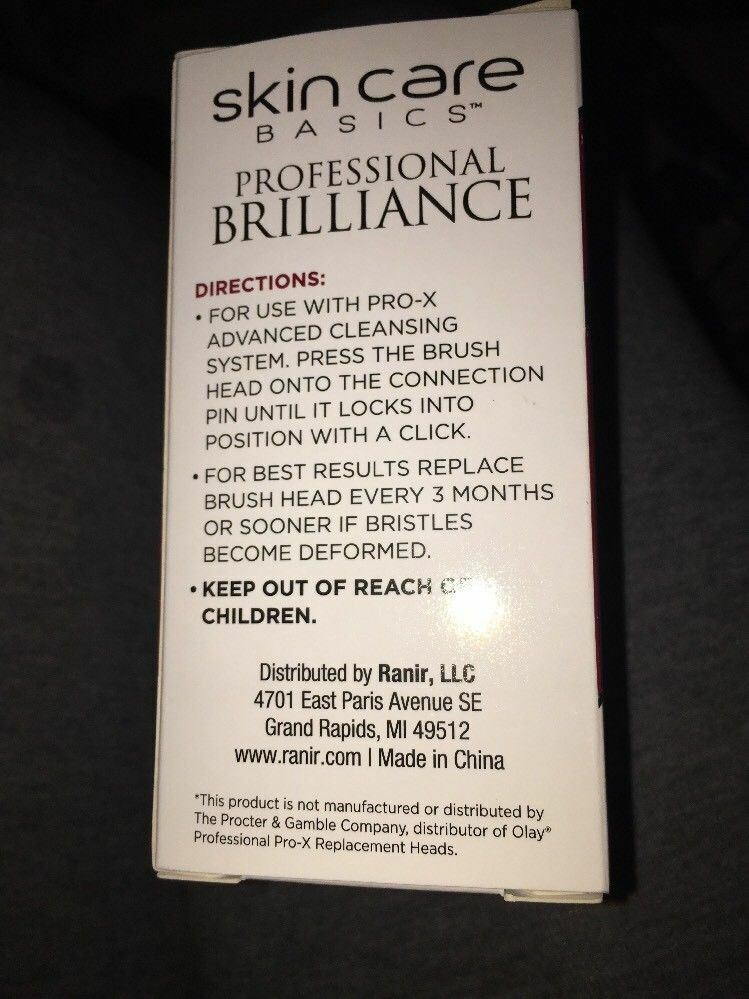 skin care
BASICS™
PROFESSIONAL
BRILLIANCE
DIRECTIONS:
• FOR USE WITH PRO-X
ADVANCED CLEANSING
SYSTEM. PRESS THE BRUSH
HEAD ONTO THE CONNECTION
PIN UNTIL IT LOCKS INTO
POSITION WITH A CLICK.
• FOR BEST RESULTS REPLACE
BRUSH HEAD EVERY 3 MONTHS
OR SOONER IF BRISTLES
BECOME DEFORMED.
• KEEP OUT OF REACH
CHILDREN.
Distributed by Ranir, LLC
4701 East Paris Avenue SE
Grand Rapids, MI 49512
www.ranir.com | Made in China
*This product is not manufactured or distributed by
The Procter & Gamble Company, distributor of Olay®
Professional Pro-X Replacement Heads.